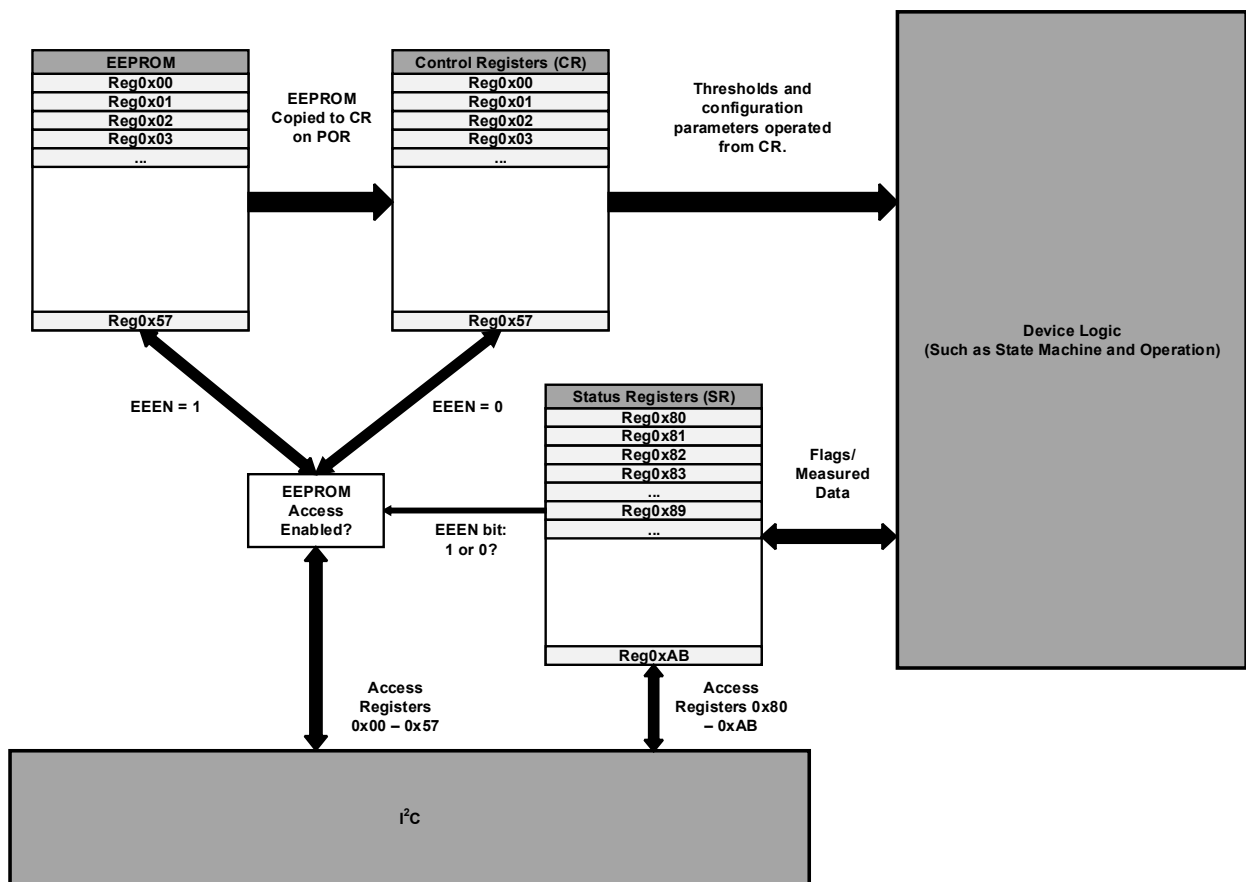 EEPROM
Reg0x00
Reg0x01
Reg0x02
Reg0x03
...
Reg0x57
EEPROM
Copied to CR
on POR
Control Registers (CR)
Reg0x00
Reg0x01
Reg0x02
Reg0x03
...
Reg0x57
Thresholds and
configuration
parameters operated
from CR.
Device Logic
(Such as State Machine and Operation)
EEEN = 1
EEEN = 0
EEPROM
Access
Enabled?
EEEN bit:
1 or 0?
Status Registers (SR)
Reg0x80
Reg0x81
Reg0x82
Reg0x83
...
Reg0x89
...
Reg0xAB
Flags/
Measured
Data
Access
Registers
0x00 – 0x57
Access
Registers 0x80
– 0xAB
I²C